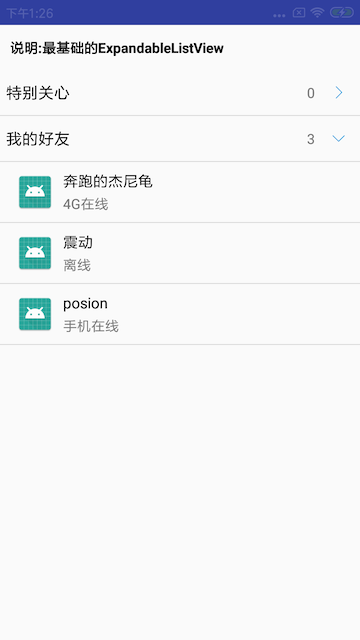 下午1:26
说明:最基础的ExpandableListView
特别关心 0
我的好友 3
奔跑的杰尼龟
4G在线
震动
离线
posion
手机在线